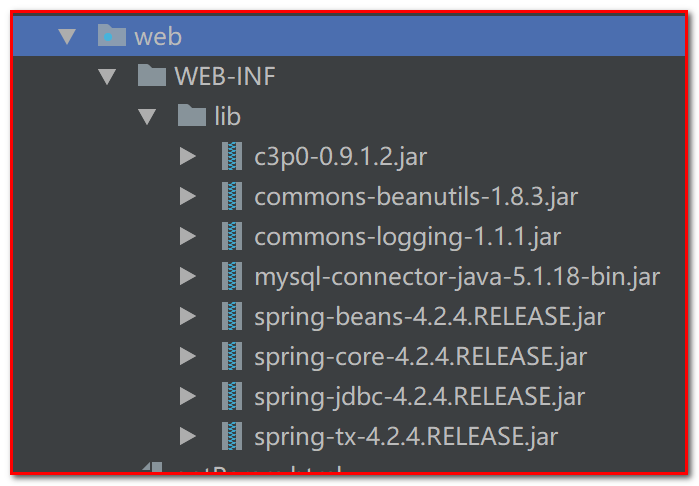 web
WEB-INF
lib
c3p0-0.9.1.2.jar
commons-beanutils-1.8.3.jar
commons-logging-1.1.1.jar
mysql-connector-java-5.1.18-bin.jar
spring-beans-4.2.4.RELEASE.jar
spring-core-4.2.4.RELEASE.jar
spring-jdbc-4.2.4.RELEASE.jar
spring-tx-4.2.4.RELEASE.jar